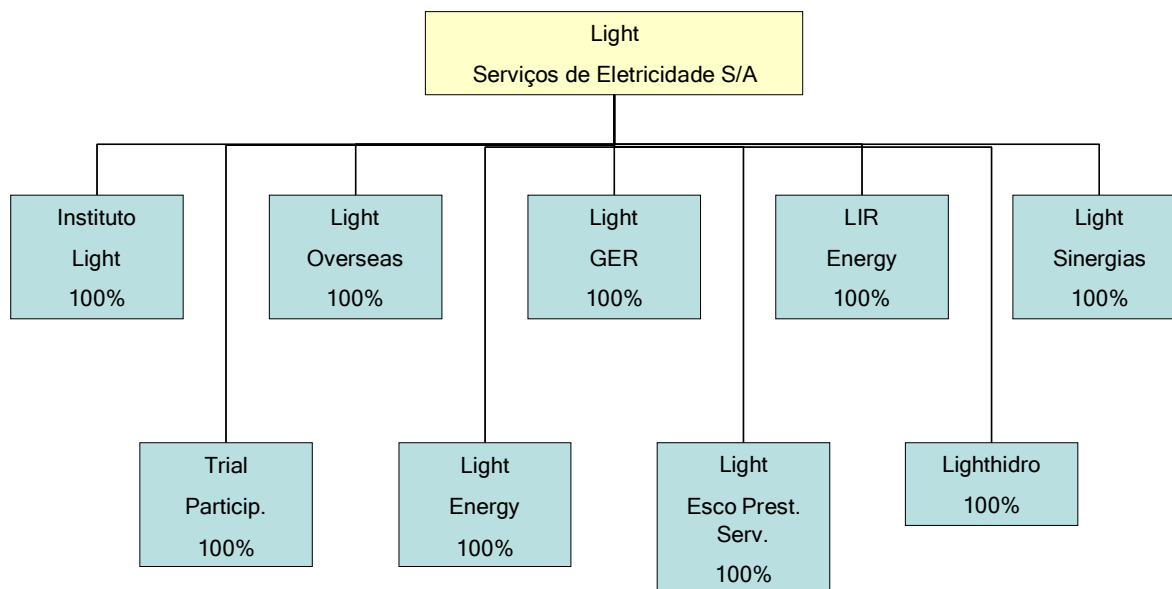 Light
Serviços de Eletricidade S/A
Instituto
Light
100%
Light
Overseas
100%
Light
GER
100%
LIR
Energy
100%
Light
Sinergias
100%
Trial
Particip.
100%
Light
Energy
100%
Light
Esco Prest.
Serv.
100%
Lighthidro
100%